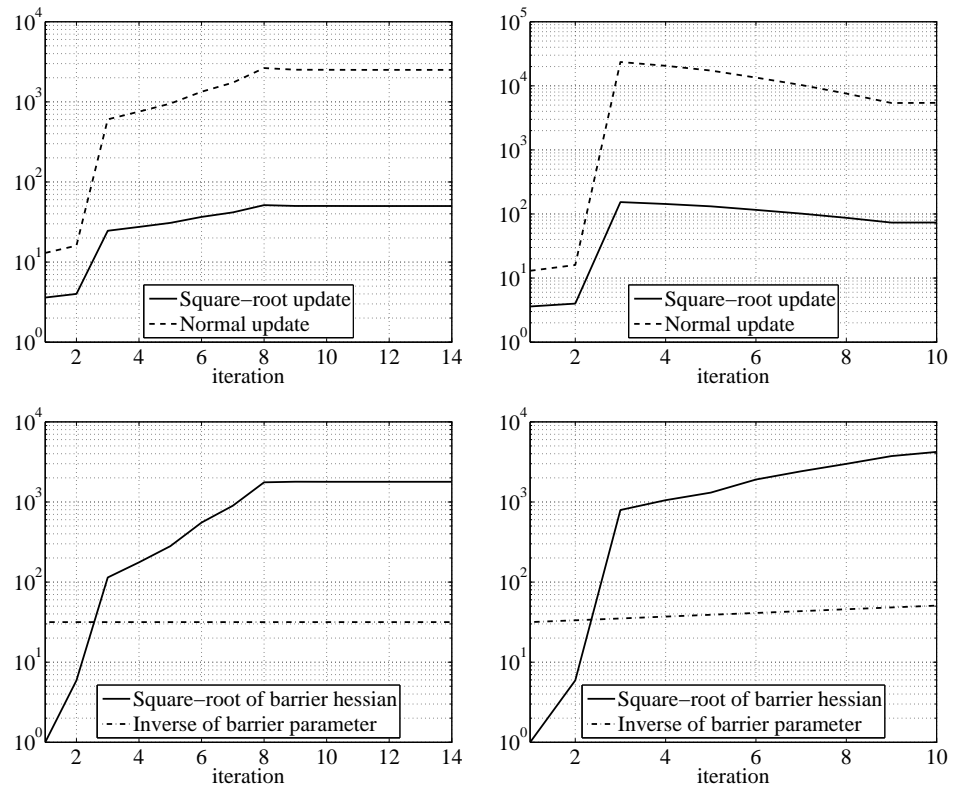 10^4
10^3
10^2
10^1
10^0
2 4 6 8 10 12 14
iteration
Square-root update
Normal update
10^5
10^4
10^3
10^2
10^1
10^0
2 4 6 8 10
iteration
Square-root update
Normal update
10^4
10^3
10^2
10^1
10^0
2 4 6 8 10 12 14
iteration
Square-root of barrier hessian
Inverse of barrier parameter
10^4
10^3
10^2
10^1
10^0
2 4 6 8 10
iteration
Square-root of barrier hessian
Inverse of barrier parameter